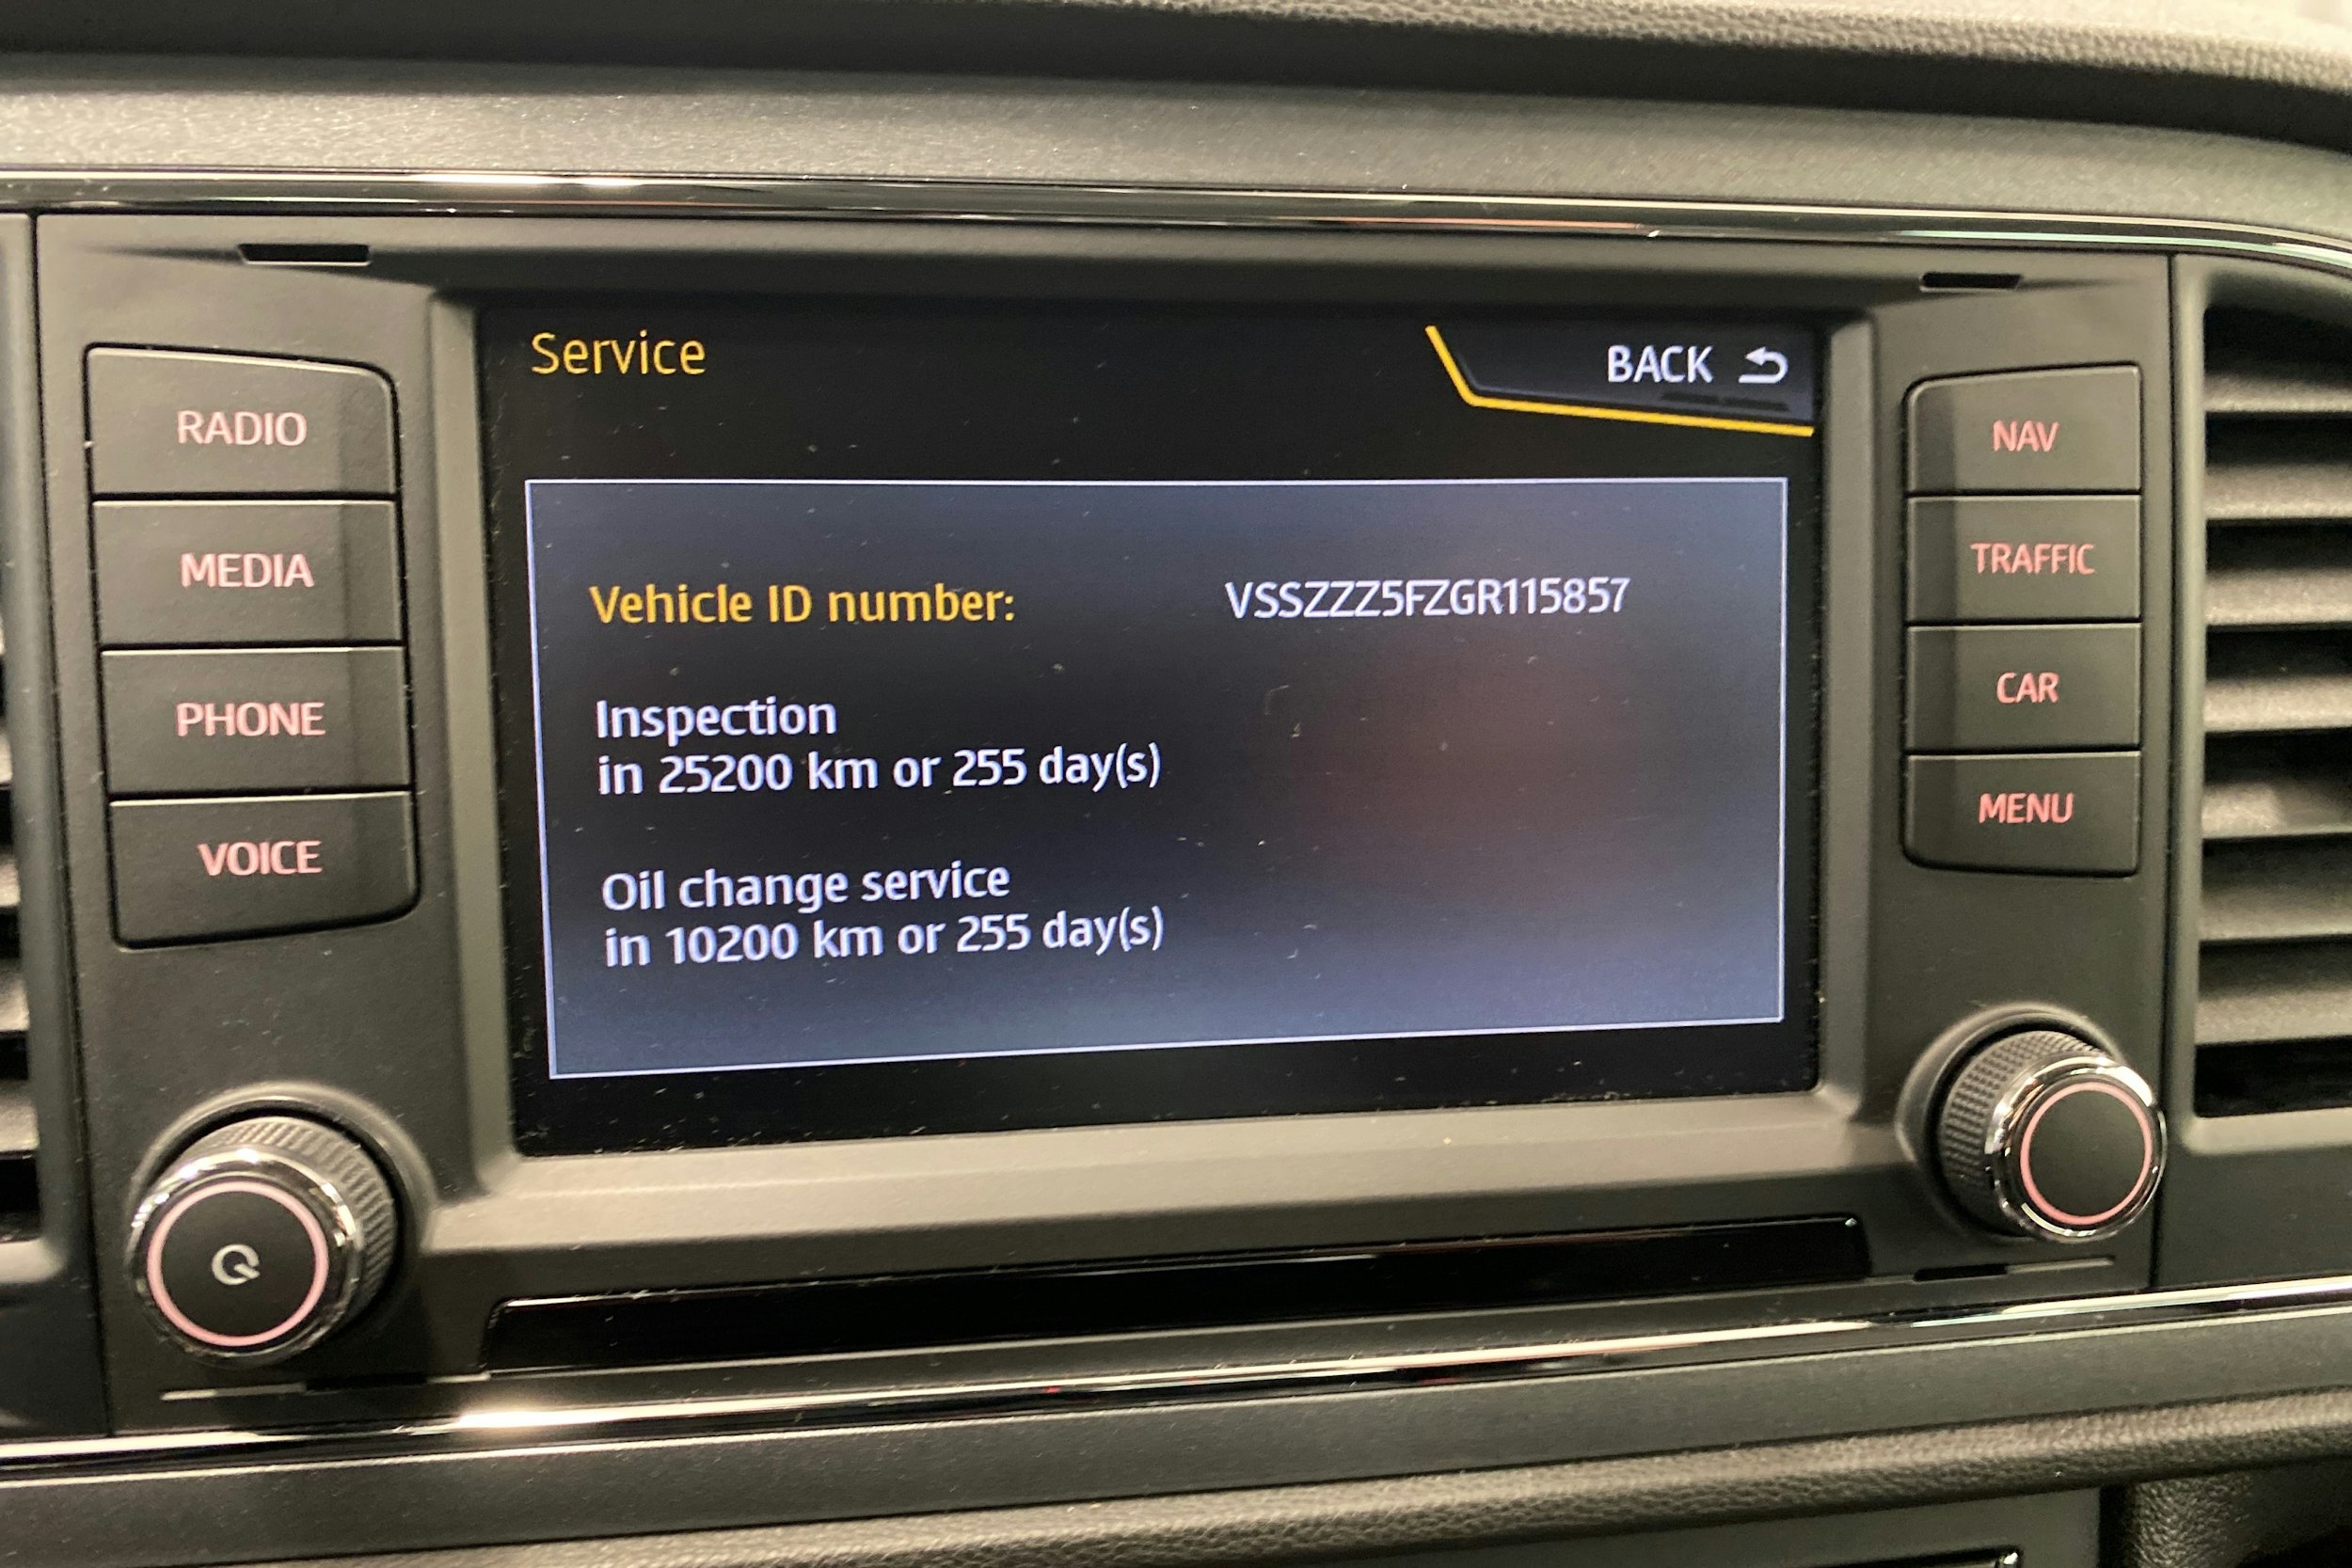 Service
BACK
RADIO
MEDIA
PHONE
VOICE
Vehicle ID number: VSSZZZ5FZGR115857
Inspection
in 25200 km or 255 day(s)
Oil change service
in 10200 km or 255 day(s)
NAV
TRAFFIC
CAR
MENU